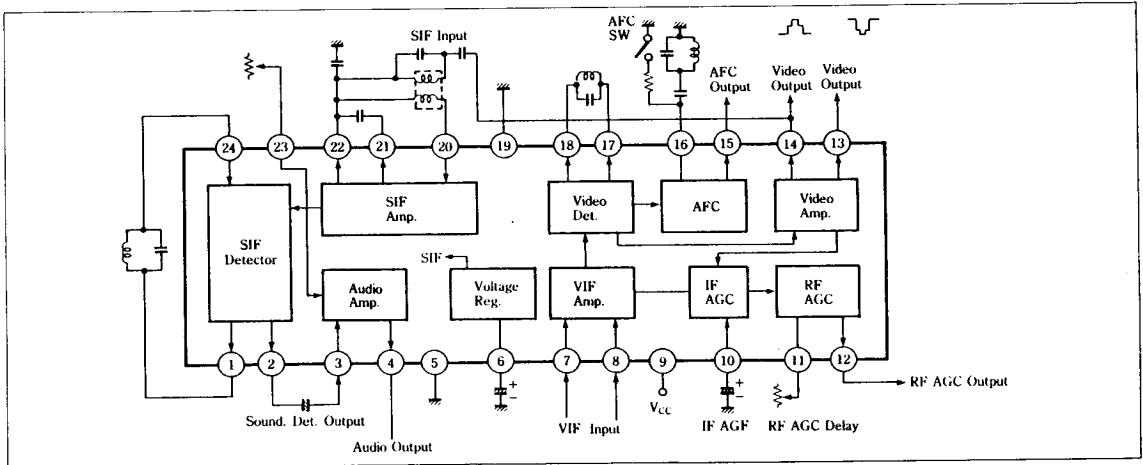 AFC
SW
SIF Input
AFC
Output
Video
Output
Video
Output
24
23
22
21
20
19
18
17
16
15
14
13
SIF
Detector
SIF
Amp.
Video
Det.
AFC
Video
Amp.
SIF
Audio
Amp.
Voltage
Reg.
VIF
Amp.
IF
AGC
RF
AGC
1
2
3
4
5
6
7
8
9
10
11
12
+
−
+
−
RF AGC Output
Sound. Det. Output
Audio Output
VIF Input
VCC
IF AGF
RF AGC Delay